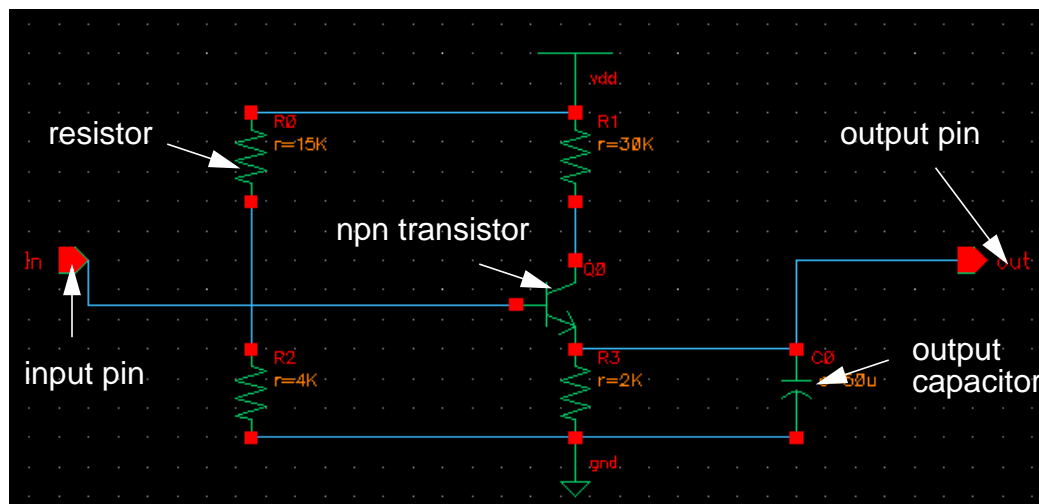 vdd
R0
r=15K
R1
r=30K
resistor
output pin
npn transistor
In
Q0
out
input pin
R2
r=4K
R3
r=2K
C0
output
capacitor
gnd